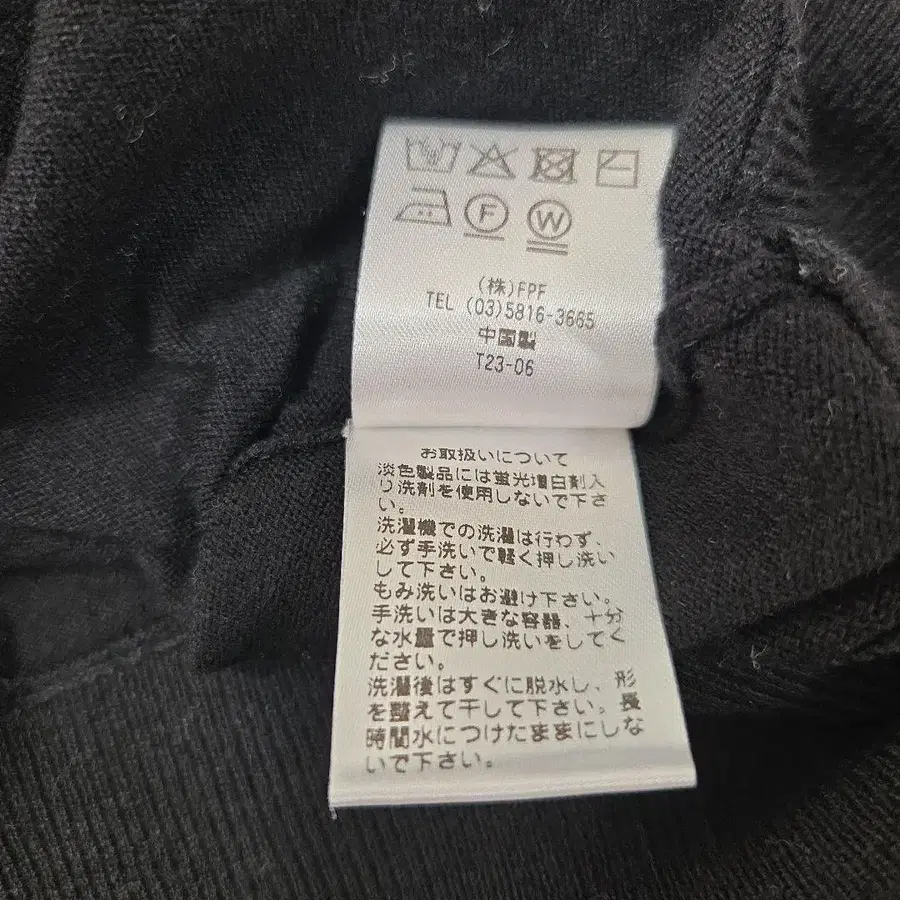 F W
(株)FPF
TEL (03)5816-3665
中国製
T23-06
お取扱いについて
淡色製品には蛍光増白剤入
り洗剤を使用しないで下さ
い。
洗濯機での洗濯は行わず、
必ず手洗いで軽く押し洗い
して下さい。
もみ洗いはお避け下さい。
手洗いは大きな容器、十分
な水量で押し洗いをしてく
ださい。
洗濯後はすぐに脱水し、形
を整えて干して下さい。長
時間水につけたままにしな
いで下さい。